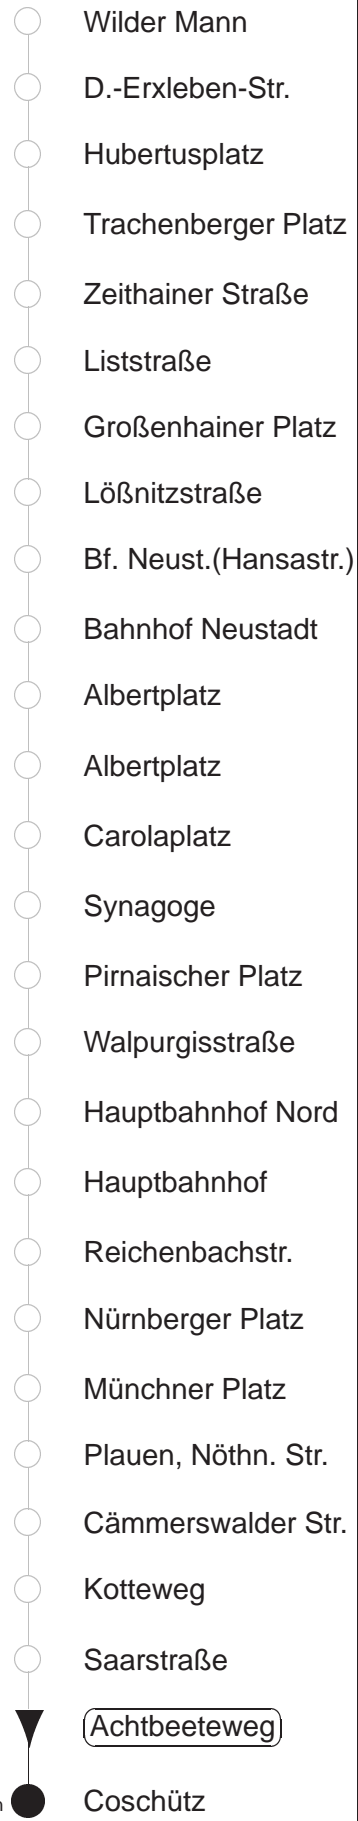 Wilder Mann
D.-Erxleben-Str.
Hubertusplatz
Trachenberger Platz
Zeithainer Straße
Liststraße
Großenhainer Platz
Lößnitzstraße
Bf. Neust.(Hansastr.)
Bahnhof Neustadt
Albertplatz
Albertplatz
Carolaplatz
Synagoge
Pirnaischer Platz
Walpurgisstraße
Hauptbahnhof Nord
Hauptbahnhof
Reichenbachstr.
Nürnberger Platz
Münchner Platz
Plauen, Nöthn. Str.
Cämmerswalder Str.
Kotteweg
Saarstraße
Achtbeeteweg
Coschütz